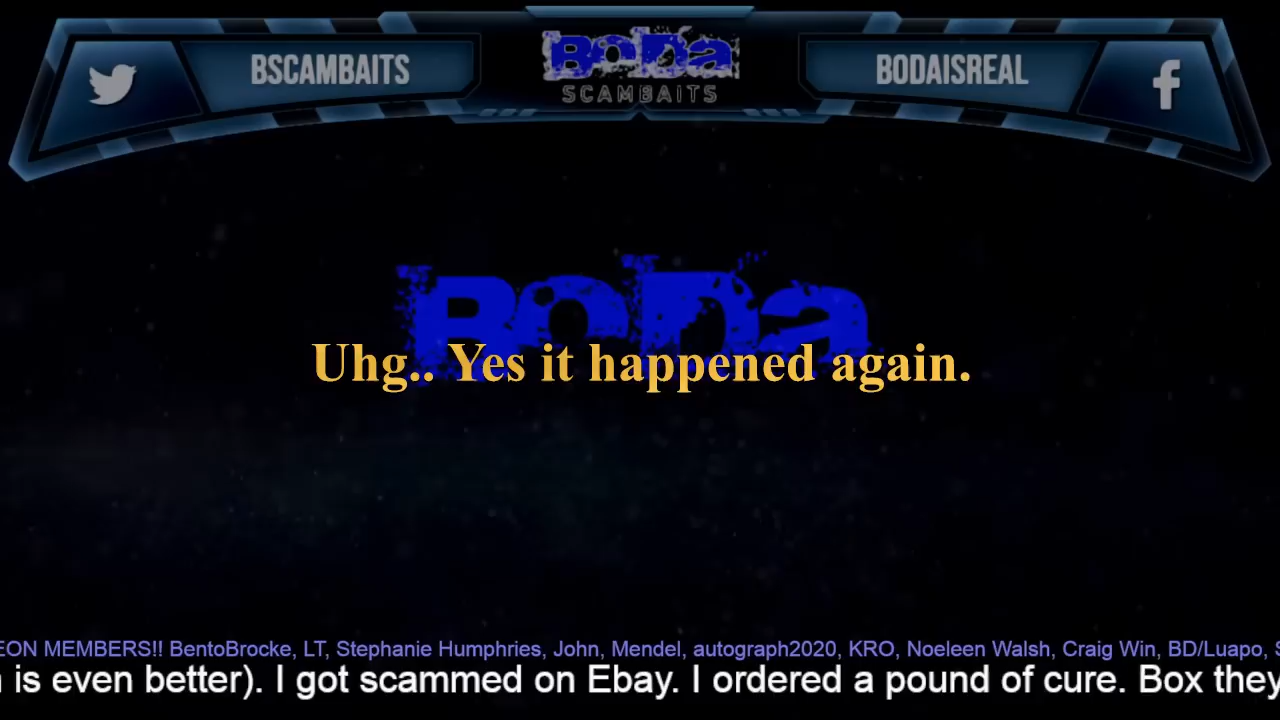 BSCAMBAITS
BoDa
SCAMBAITS
BODAISREAL
BoDa
Uhg.. Yes it happened again.
EON MEMBERS!! BentoBrocke, LT, Stephanie Humphries, John, Mendel, autograph2020, KRO, Noeleen Walsh, Craig Win, BD/Luapo,
is even better). I got scammed on Ebay. I ordered a pound of cure. Box they